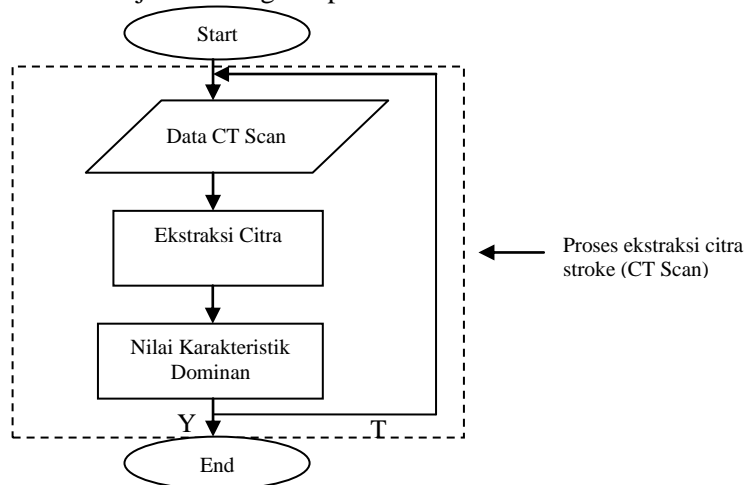 Start
Data CT Scan
Ekstraksi Citra
Proses ekstraksi citra
stroke (CT Scan)
Nilai Karakteristik
Dominan
Y
T
End